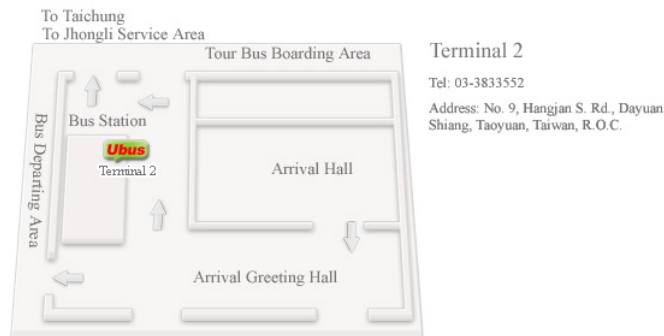 To Taichung
To Jhongli Service Area
Tour Bus Boarding Area
Terminal 2
Tel: 03-3833552
Address: No. 9, Hangjan S. Rd., Dayuan
Shiang, Taoyuan, Taiwan, R.O.C.
Bus Station
Ubus
Terminal 2
Bus Departing Area
Arrival Hall
Arrival Greeting Hall